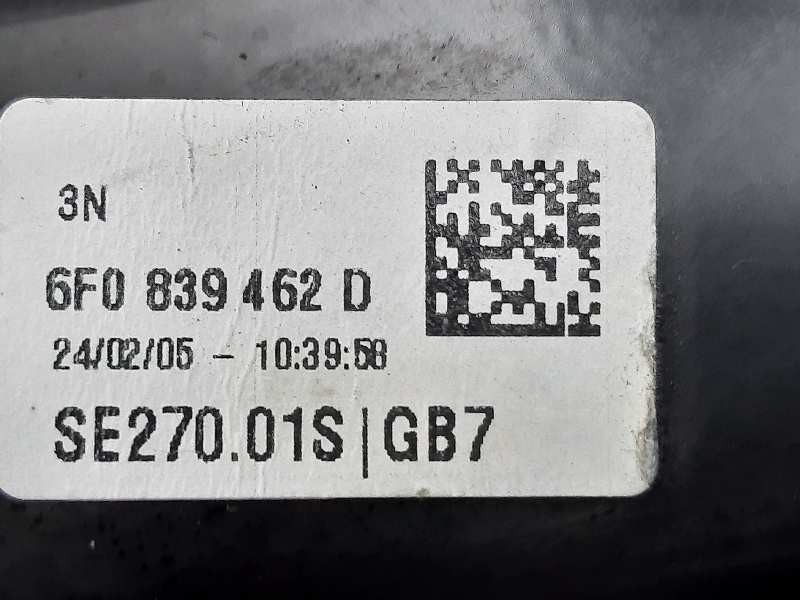 3N
6F0 839 462 D
24/02/05 - 10:39:58
SE270.01S|GB7